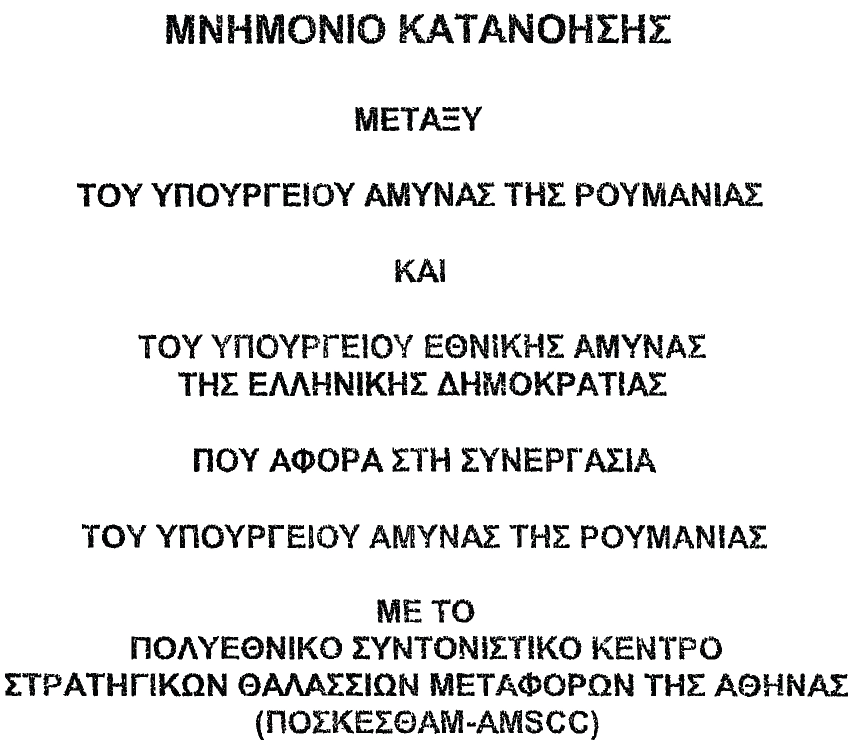 ΜΝΗΜΟΝΙΟ ΚΑΤΑΝΟΗΣΗΣ
ΜΕΤΑΞΥ
ΤΟΥ ΥΠΟΥΡΓΕΙΟΥ ΑΜΥΝΑΣ ΤΗΣ ΡΟΥΜΑΝΙΑΣ
ΚΑΙ
ΤΟΥ ΥΠΟΥΡΓΕΙΟΥ ΕΘΝΙΚΗΣ ΑΜΥΝΑΣ
ΤΗΣ ΕΛΛΗΝΙΚΗΣ ΔΗΜΟΚΡΑΤΙΑΣ
ΠΟΥ ΑΦΟΡΑ ΣΤΗ ΣΥΝΕΡΓΑΣΙΑ
ΤΟΥ ΥΠΟΥΡΓΕΙΟΥ ΑΜΥΝΑΣ ΤΗΣ ΡΟΥΜΑΝΙΑΣ
ΜΕ ΤΟ
ΠΟΛΥΕΘΝΙΚΟ ΣΥΝΤΟΝΙΣΤΙΚΟ ΚΕΝΤΡΟ
ΣΤΡΑΤΗΓΙΚΩΝ ΘΑΛΑΣΣΙΩΝ ΜΕΤΑΦΟΡΩΝ ΤΗΣ ΑΘΗΝΑΣ
(ΠΟΣΚΕΣΘΑΜ-AMSCC)